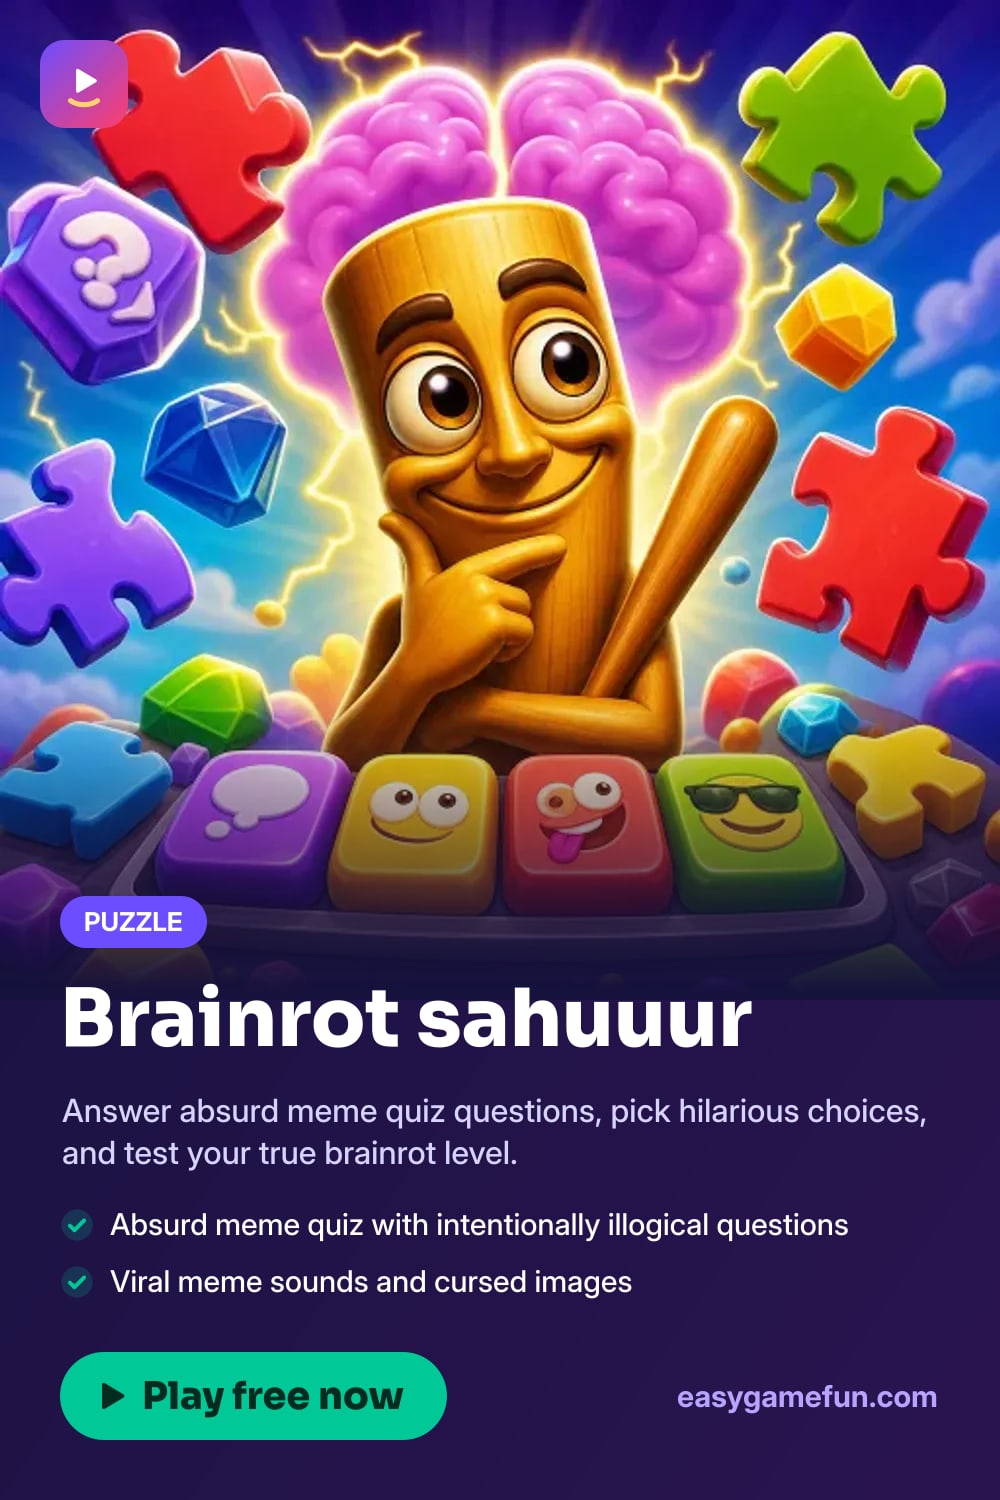 ?
PUZZLE
Brainrot sahuuur
Answer absurd meme quiz questions, pick hilarious choices,
and test your true brainrot level.
Absurd meme quiz with intentionally illogical questions
Viral meme sounds and cursed images
Play free now
easygamefun.com